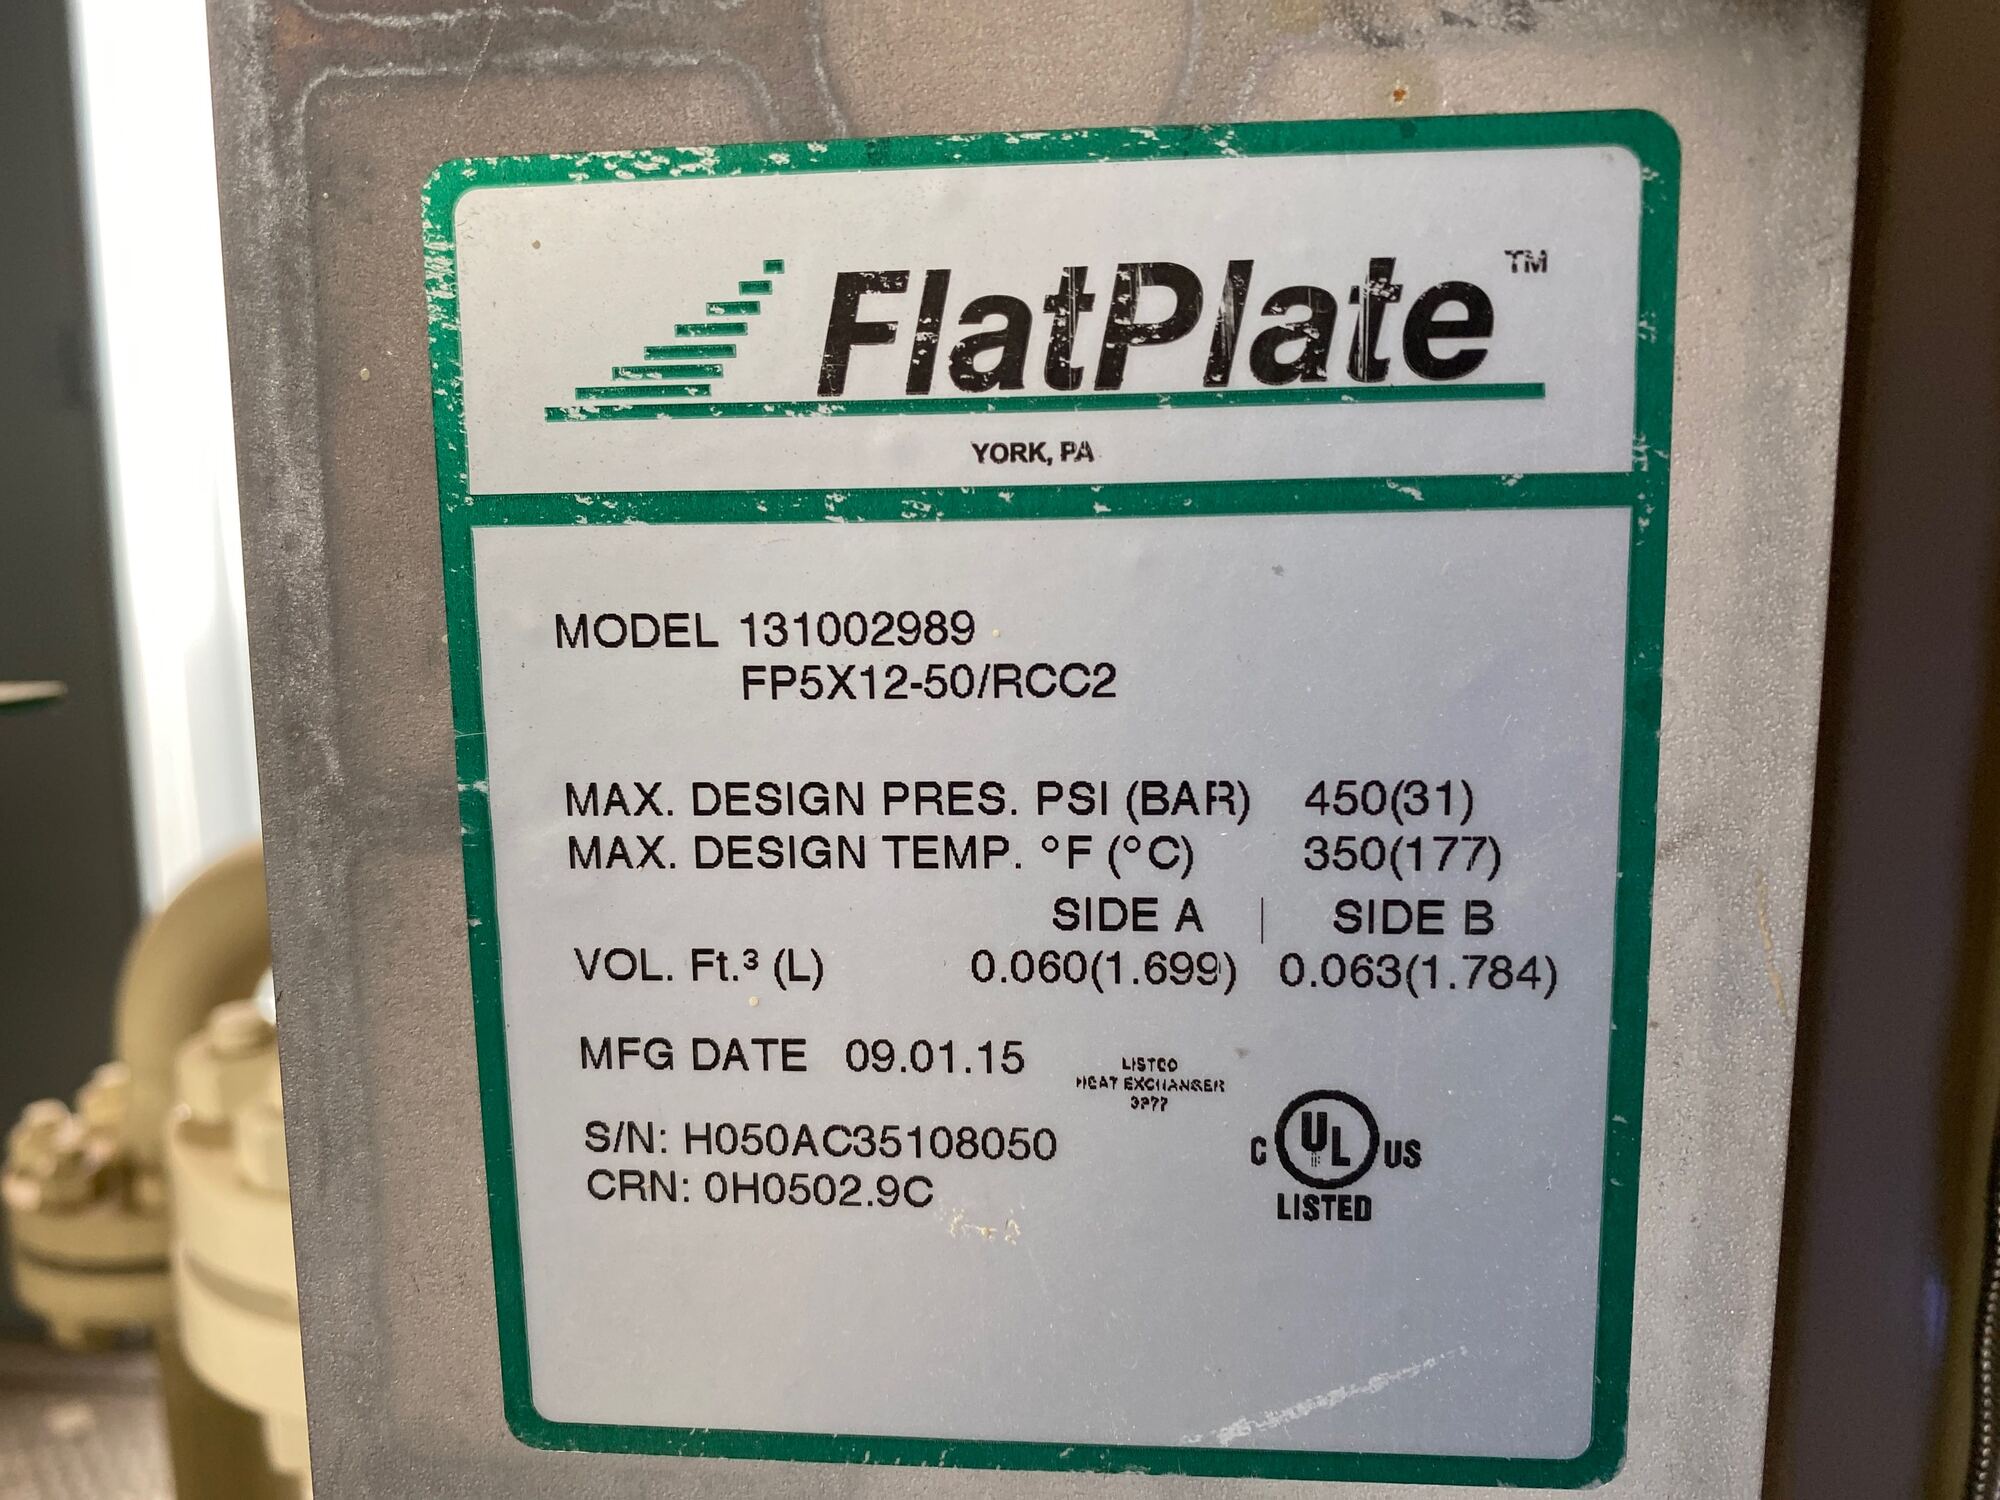 FlatPlate™
YORK, PA
MODEL 131002989
FP5X12-50/RCC2
MAX. DESIGN PRES. PSI (BAR) 450(31)
MAX. DESIGN TEMP. °F (°C) 350(177)
SIDE A | SIDE B
VOL. Ft.³ (L) 0.060(1.699) 0.063(1.784)
MFG DATE 09.01.15
LISTED
HEAT EXCHANGER
S/N: H050AC35108050
CRN: 0H0502.9C
C UL US
LISTED